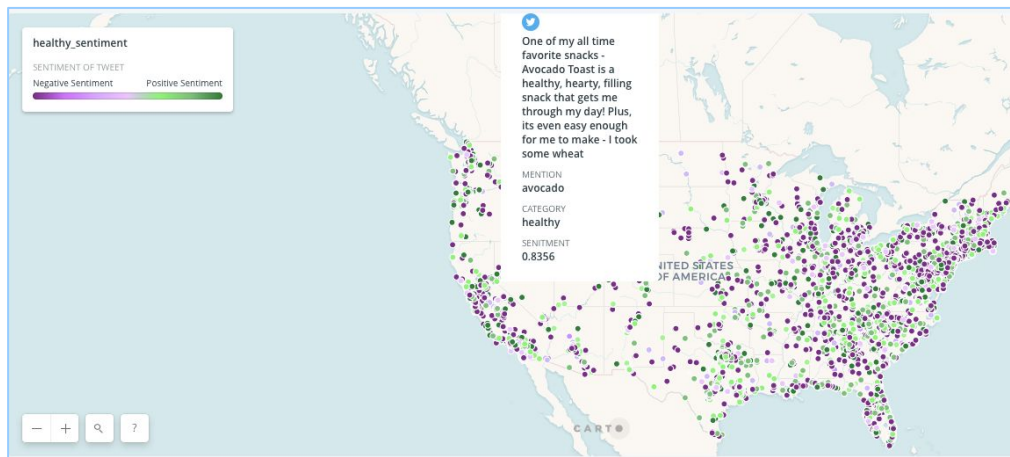 healthy_sentiment
SENTIMENT OF TWEET
Negative Sentiment Positive Sentiment
One of my all time
favorite snacks -
Avocado Toast is a
healthy, hearty, filling
snack that gets me
through my day! Plus,
its even easy enough
for me to make - I took
some wheat
MENTION
avocado
CATEGORY
healthy
SENITMENT
0.8356
NITED STATES
OF AMERICA
?
CARTO